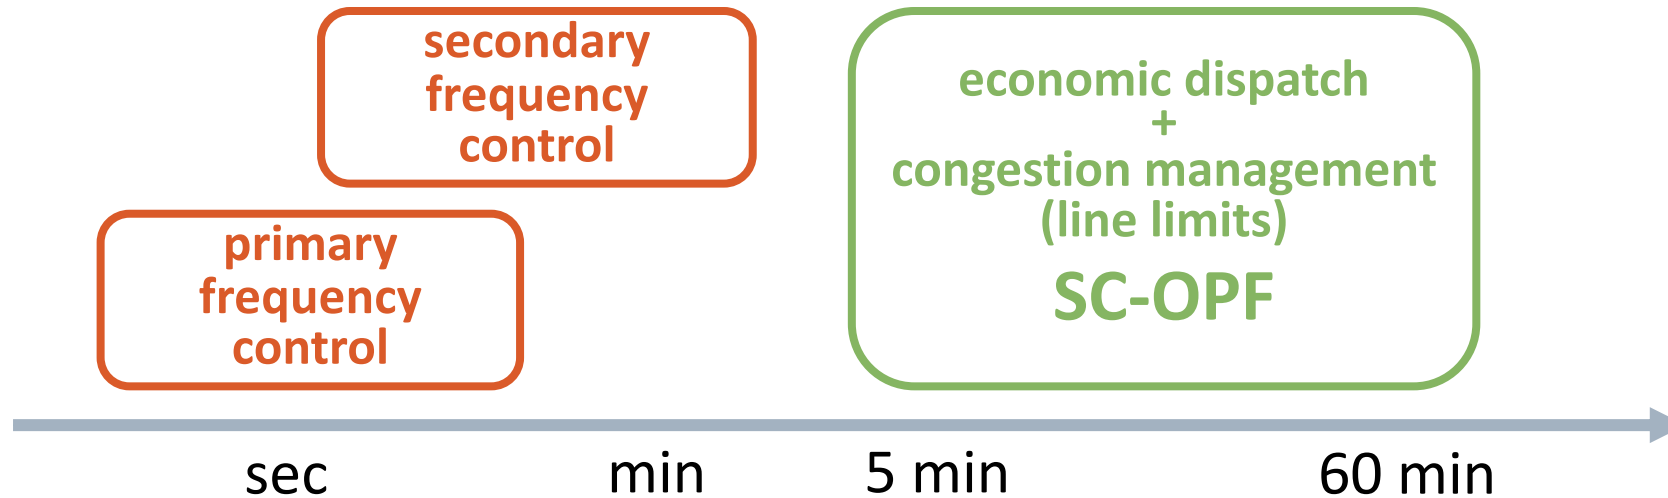 secondary
frequency
control
primary
frequency
control
economic dispatch
+
congestion management
(line limits)
SC-OPF
sec
min
5 min
60 min